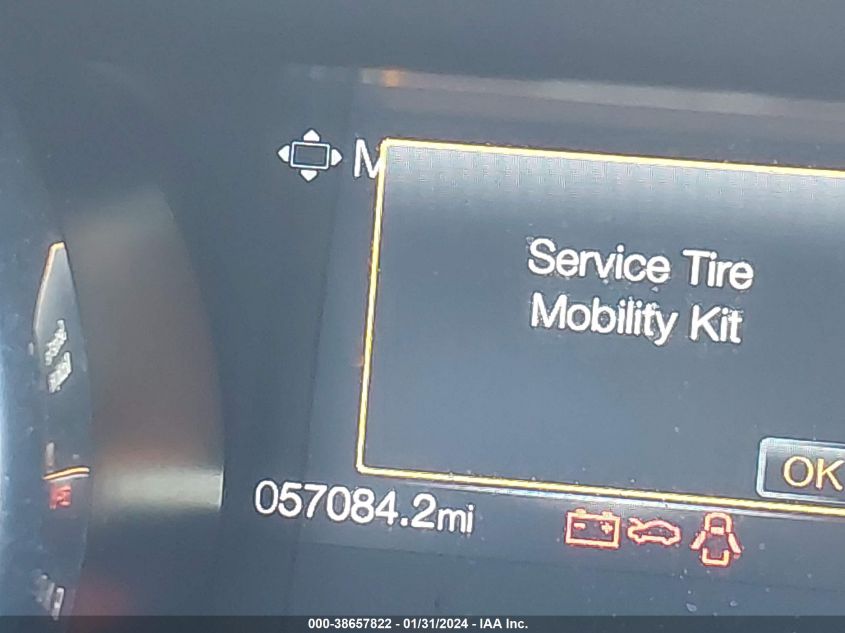 M
Service Tire
Mobility Kit
OK
057084.2mi
000-38657822 - 01/31/2024 - IAA Inc.